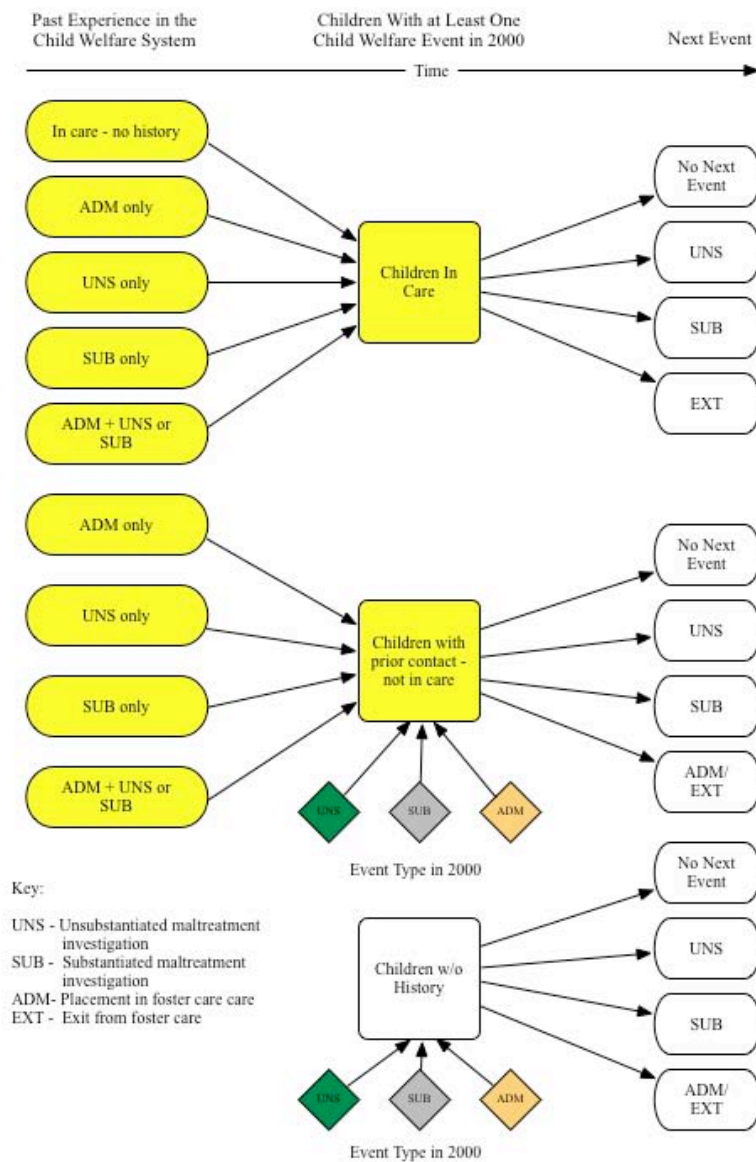 Past Experience in the
Child Welfare System
Children With at Least One
Child Welfare Event in 2000
Next Event
Time
In care - no history
ADM only
UNS only
SUB only
ADM + UNS or
SUB
Children In
Care
No Next
Event
UNS
SUB
EXT
ADM only
UNS only
SUB only
ADM + UNS or
SUB
Children with
prior contact -
not in care
UNS
SUB
ADM
Event Type in 2000
No Next
Event
UNS
SUB
ADM/
EXT
Key:
UNS - Unsubstantiated maltreatment
investigation
SUB - Substantiated maltreatment
investigation
ADM- Placement in foster care care
EXT - Exit from foster care
Children w/o
History
UNS
SUB
ADM
Event Type in 2000
No Next
Event
UNS
SUB
ADM/
EXT